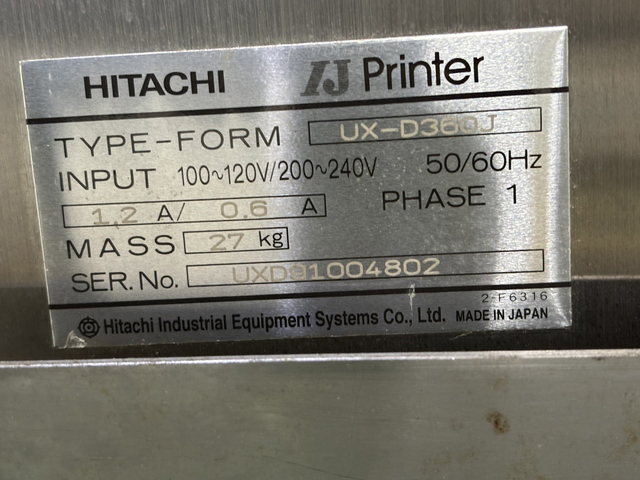 HITACHI IJ Printer
TYPE-FORM UX-D360J
INPUT 100~120V/200~240V 50/60Hz
1.2 A/ 0.6 A PHASE 1
MASS 27 kg
SER.No. UXD91004802
2-F6316
Hitachi Industrial Equipment Systems Co., Ltd. MADE IN JAPAN